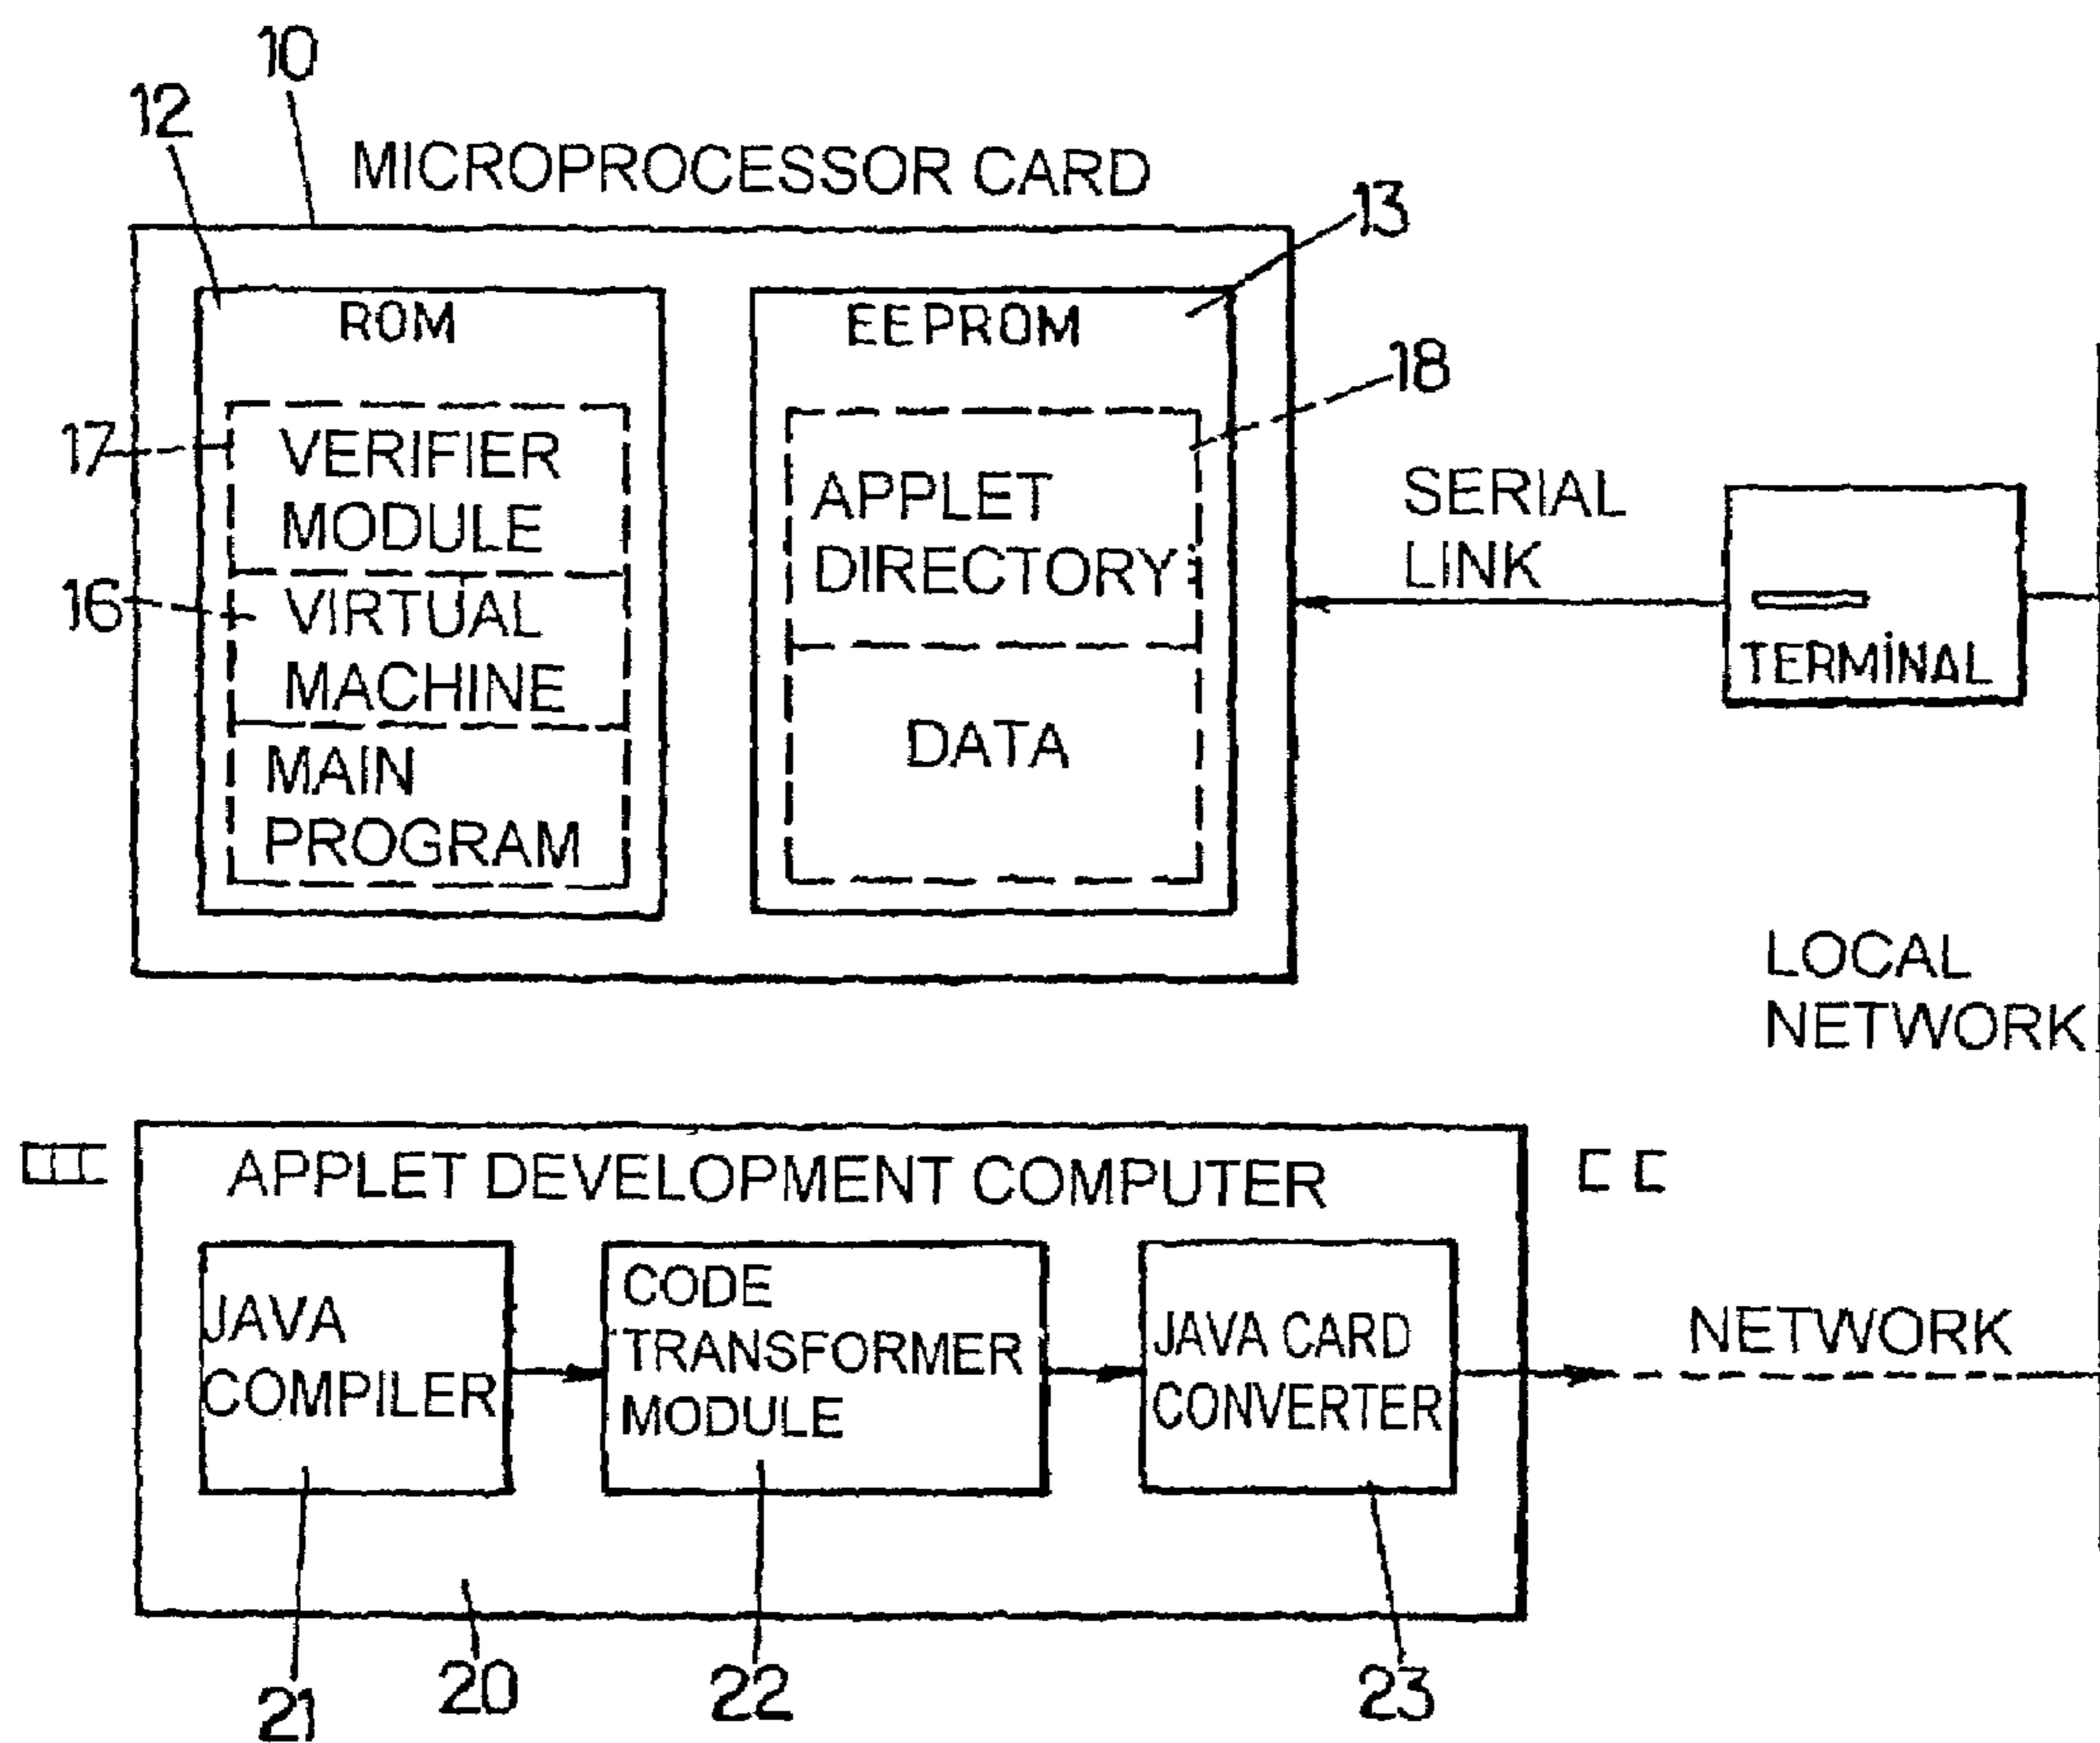 10
12
MICROPROCESSOR CARD
13
ROM
EEPROM
18
17
VERIFIER
MODULE
APPLET
DIRECTORY
SERIAL
LINK
16
VIRTUAL
MACHINE
TERMINAL
MAIN
PROGRAM
DATA
LOCAL
NETWORK
APPLET DEVELOPMENT COMPUTER
JAVA
COMPILER
CODE
TRANSFORMER
MODULE
JAVA CARD
CONVERTER
NETWORK
21
20
22
23